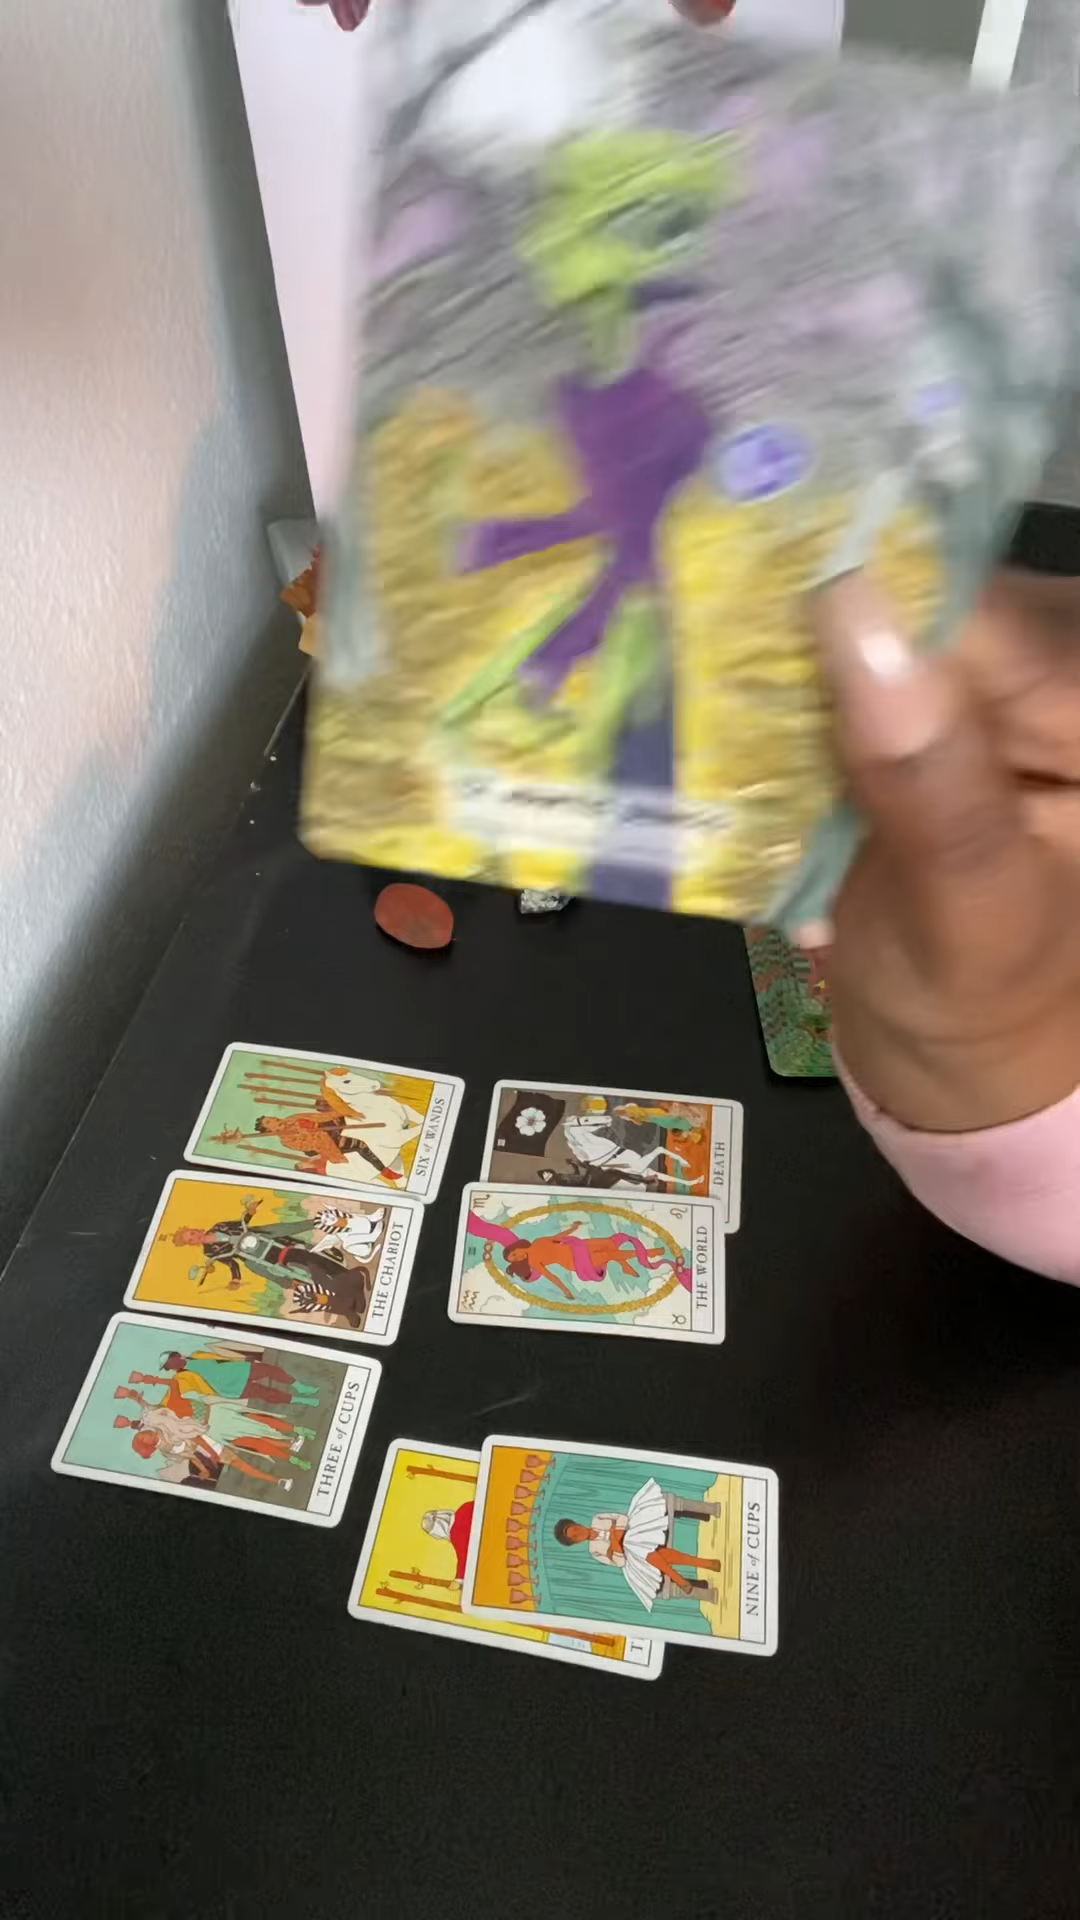 SIX of WANDS
DEATH
THE CHARIOT
THE WORLD
THREE of CUPS
NINE of CUPS
T